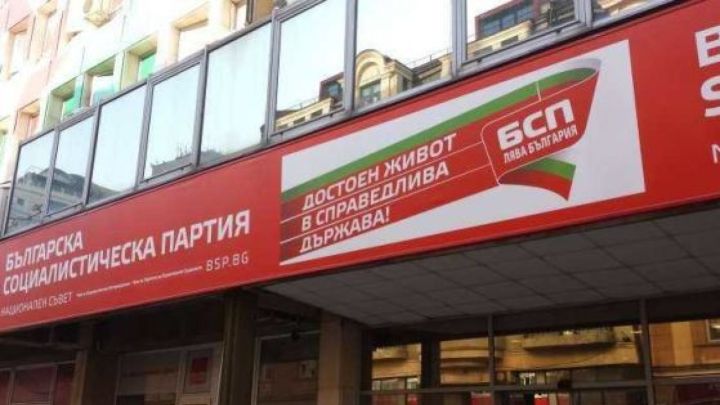 БЪЛГАРСКА
СОЦИАЛИСТИЧЕСКА ПАРТИЯ
НАЦИОНАЛЕН СЪВЕТ
BSP.BG
ДОСТОЕН ЖИВОТ
В СПРАВЕДЛИВА
ДЪРЖАВА!
БСП
ЛЯВА БЪЛГАРИЯ
B
S
N